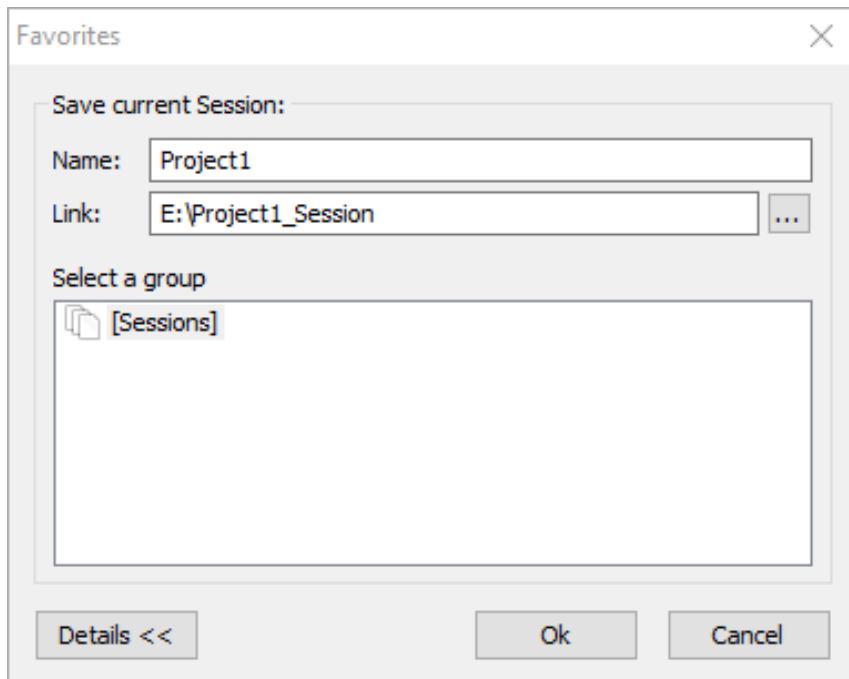 Favorites
Save current Session:
Name: Project1
Link: E:\Project1_Session ...
Select a group
[Sessions]
Details << Ok Cancel